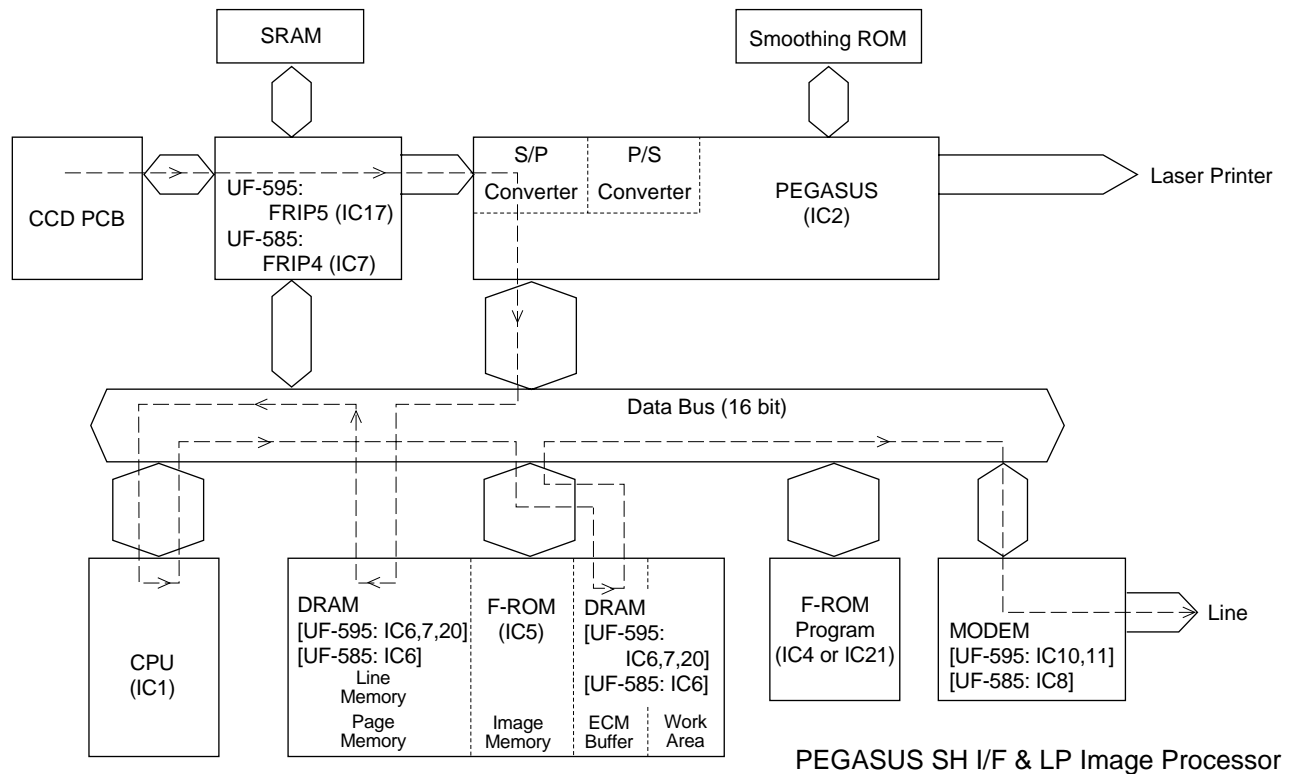 SRAM
Smoothing ROM
CCD PCB
UF-595:
FRIP5 (IC17)
UF-585:
FRIP4 (IC7)
S/P
Converter
P/S
Converter
PEGASUS
(IC2)
Laser Printer
Data Bus (16 bit)
CPU
(IC1)
DRAM
[UF-595: IC6,7,20]
[UF-585: IC6]
Line
Memory
Page
Memory
F-ROM
(IC5)
Image
Memory
DRAM
[UF-595:
IC6,7,20]
[UF-585: IC6]
ECM
Buffer
Work
Area
F-ROM
Program
(IC4 or IC21)
MODEM
[UF-595: IC10,11]
[UF-585: IC8]
Line
PEGASUS SH I/F & LP Image Processor